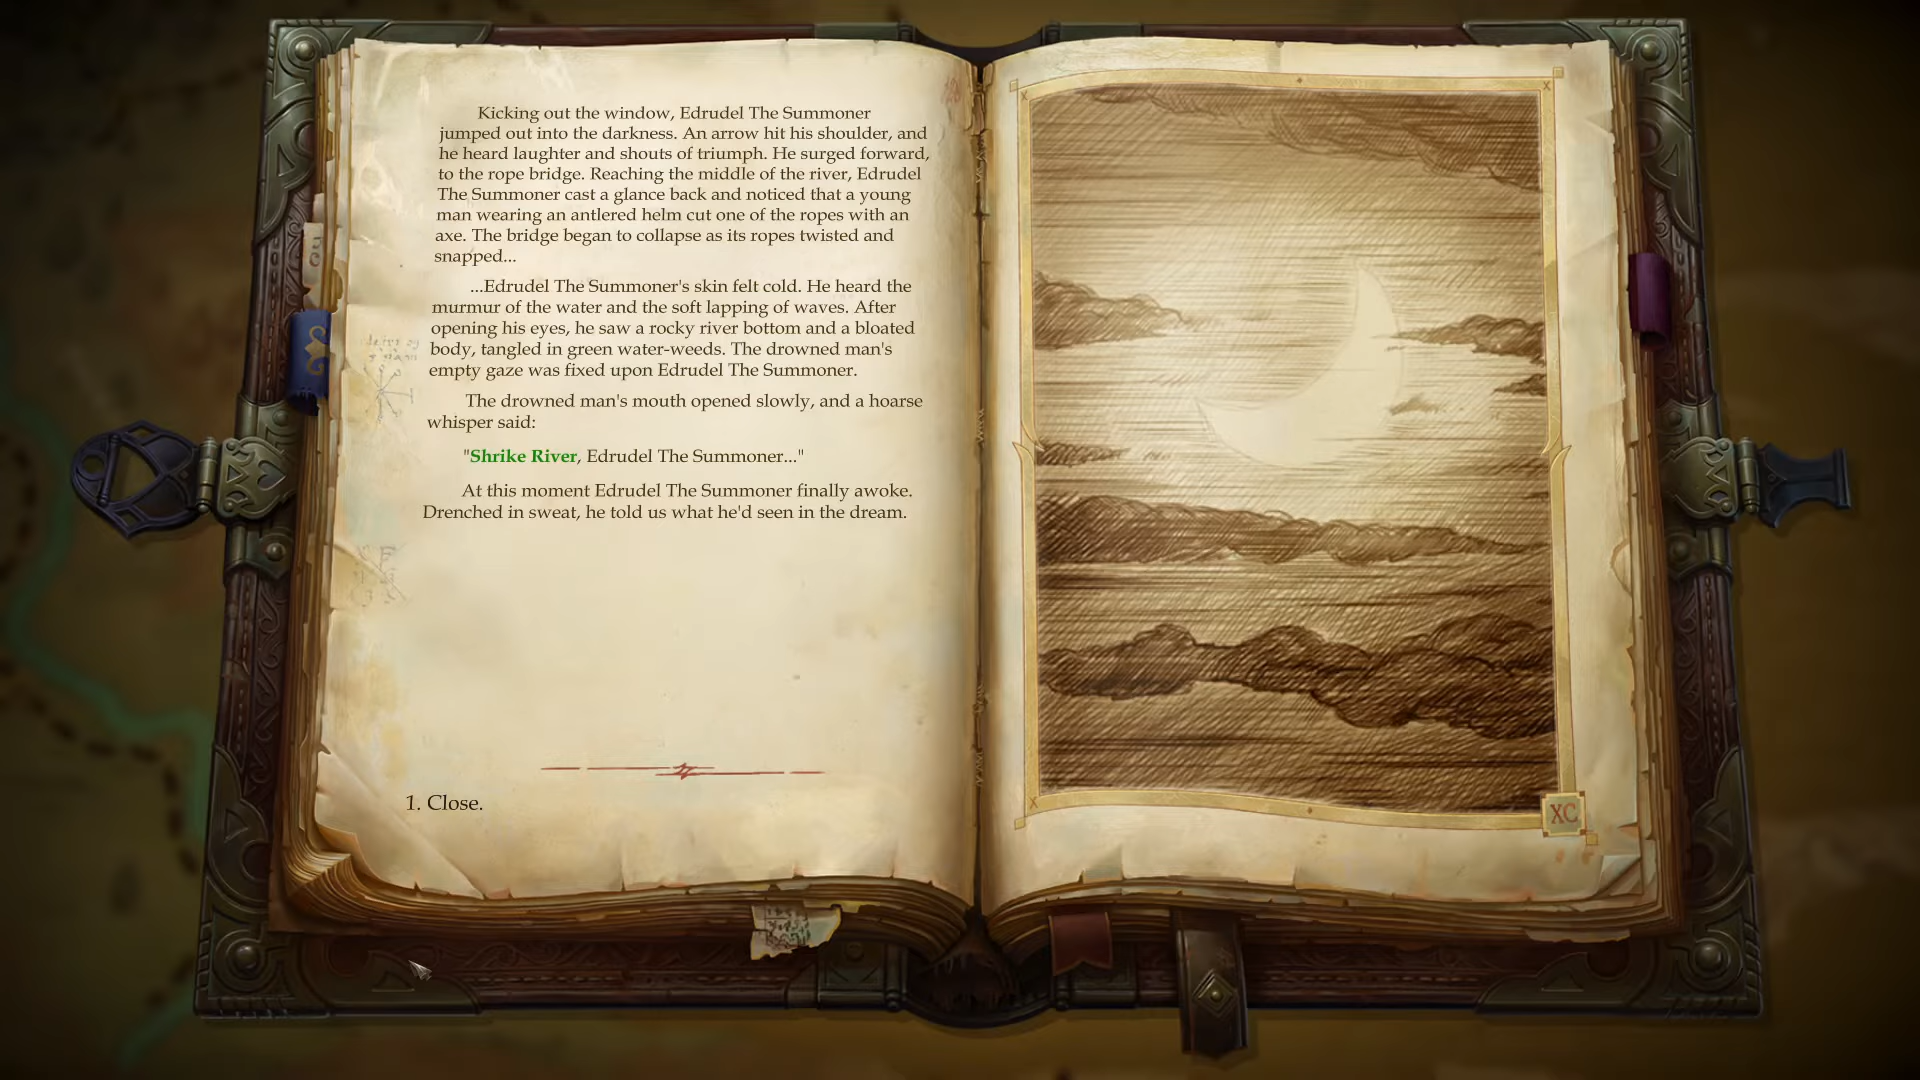 Kicking out the window, Edrudel The Summoner
jumped out into the darkness. An arrow hit his shoulder, and
he heard laughter and shouts of triumph. He surged forward,
to the rope bridge. Reaching the middle of the river, Edrudel
The Summoner cast a glance back and noticed that a young
man wearing an antlered helm cut one of the ropes with an
axe. The bridge began to collapse as its ropes twisted and
snapped...
...Edrudel The Summoner's skin felt cold. He heard the
murmur of the water and the soft lapping of waves. After
opening his eyes, he saw a rocky river bottom and a bloated
body, tangled in green water-weeds. The drowned man's
empty gaze was fixed upon Edrudel The Summoner.
The drowned man's mouth opened slowly, and a hoarse
whisper said:
"Shrike River, Edrudel The Summoner..."
At this moment Edrudel The Summoner finally awoke.
Drenched in sweat, he told us what he'd seen in the dream.
1. Close.
XC